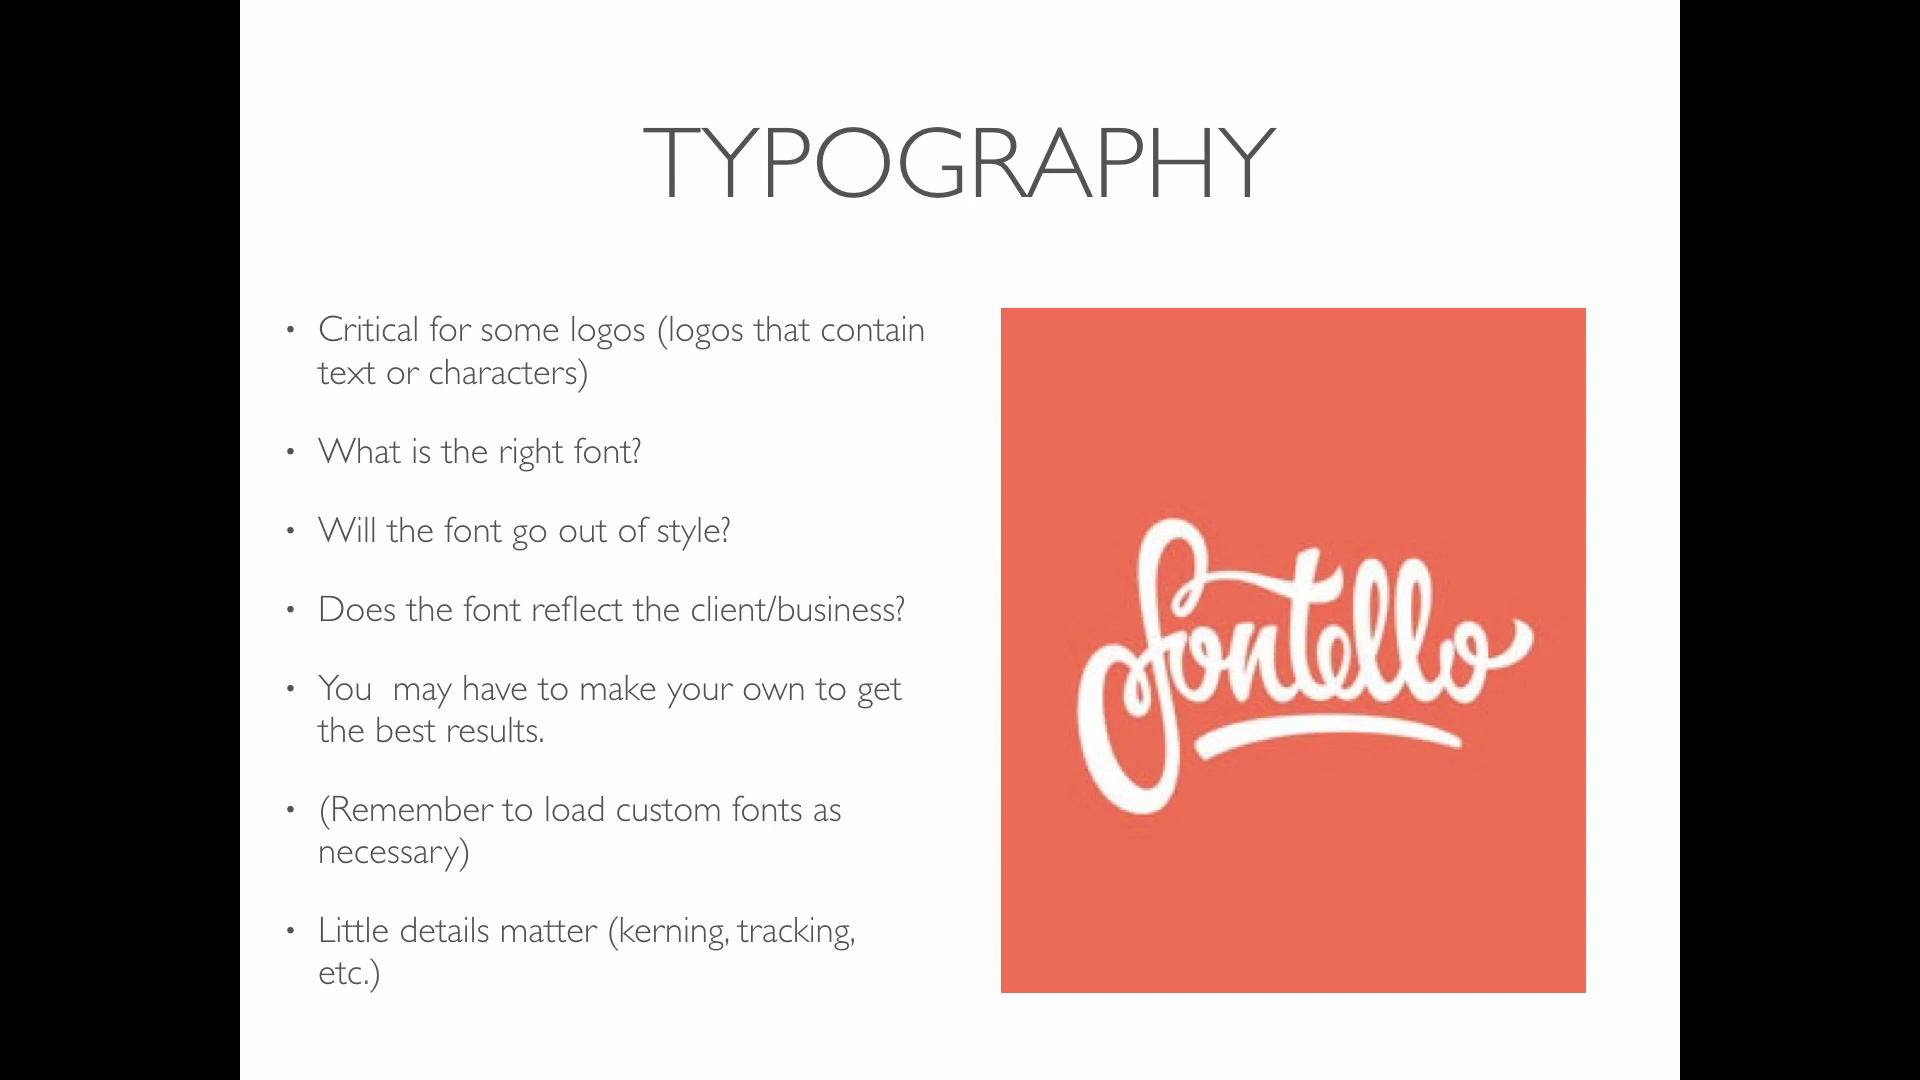 TYPOGRAPHY
• Critical for some logos (logos that contain
text or characters)
• What is the right font?
• Will the font go out of style?
• Does the font reflect the client/business?
• You  may have to make your own to get
the best results.
• (Remember to load custom fonts as
necessary)
• Little details matter (kerning, tracking,
etc.)
fontello